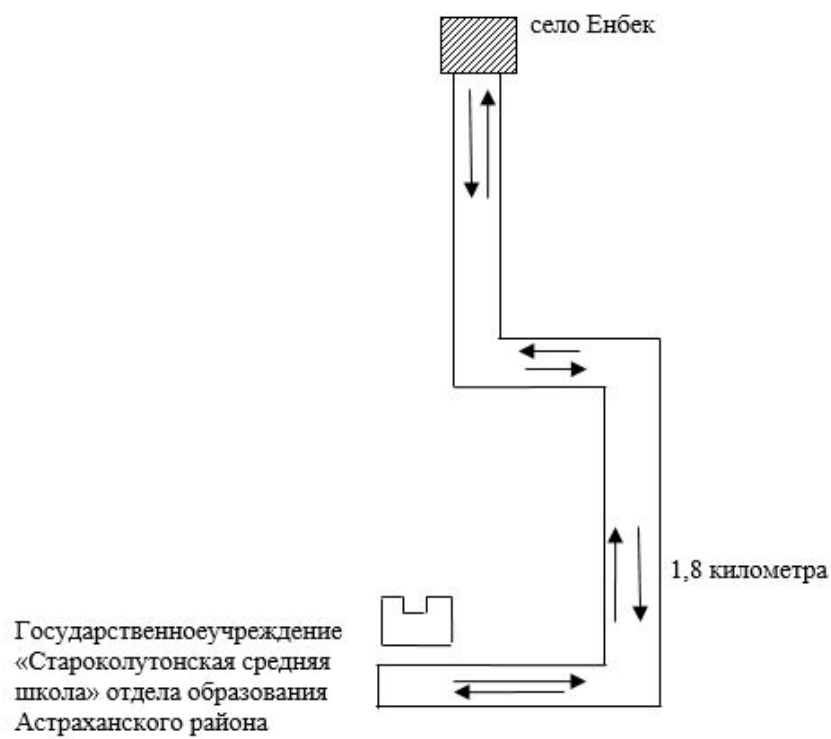 село Енбек
1,8 километра
Государственноеучреждение
«Староколутонская средняя
школа» отдела образования
Астраханского района